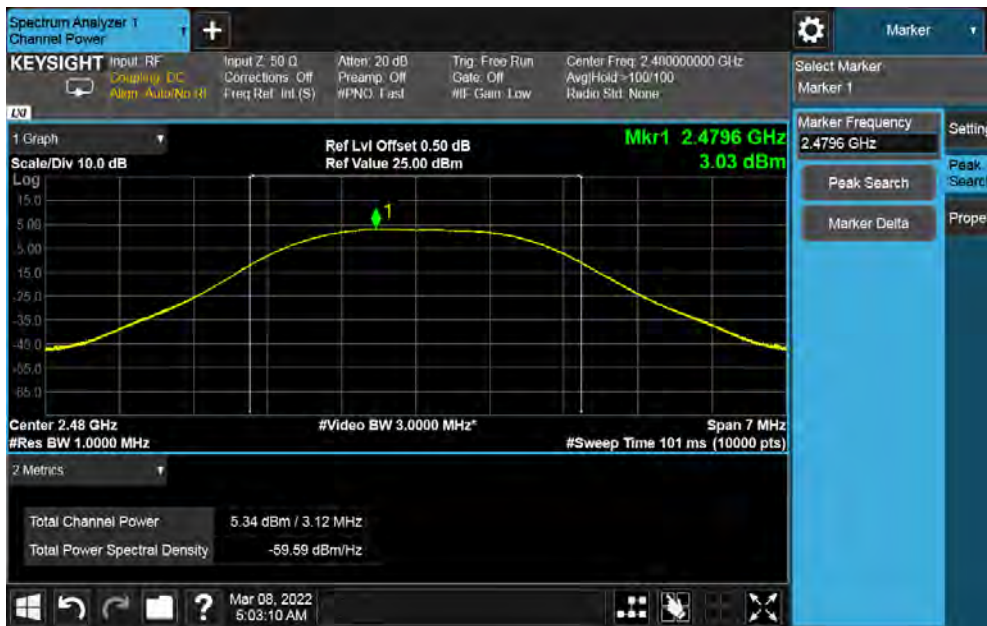 Spectrum Analyzer 1
Channel Power
Marker
KEYSIGHT
Input: RF
Coupling: DC
Align: Auto/No RF
Input Z: 50 Ω
Corrections: Off
Freq Ref: Int (S)
Atten: 20 dB
Preamp: Off
#PNO: Fast
Trig: Free Run
Gate: Off
#IF Gain: Low
Center Freq: 2.480000000 GHz
Avg|Hold >100/100
Radio Std: None
Select Marker
Marker 1
LXI
1 Graph
Scale/Div 10.0 dB
Ref Lvl Offset 0.50 dB
Ref Value 25.00 dBm
Mkr1 2.4796 GHz
3.03 dBm
Marker Frequency
2.4796 GHz
Peak Search
Marker Delta
Setting
Peak
Search
Prope
Log
15.0
5.00
-5.00
-15.0
-25.0
-35.0
-45.0
-55.0
-65.0
1
Center 2.48 GHz
#Res BW 1.0000 MHz
#Video BW 3.0000 MHz*
Span 7 MHz
#Sweep Time 101 ms (10000 pts)
2 Metrics
Total Channel Power
5.34 dBm / 3.12 MHz
Total Power Spectral Density
-59.59 dBm/Hz
?
Mar 08, 2022
5:03:10 AM